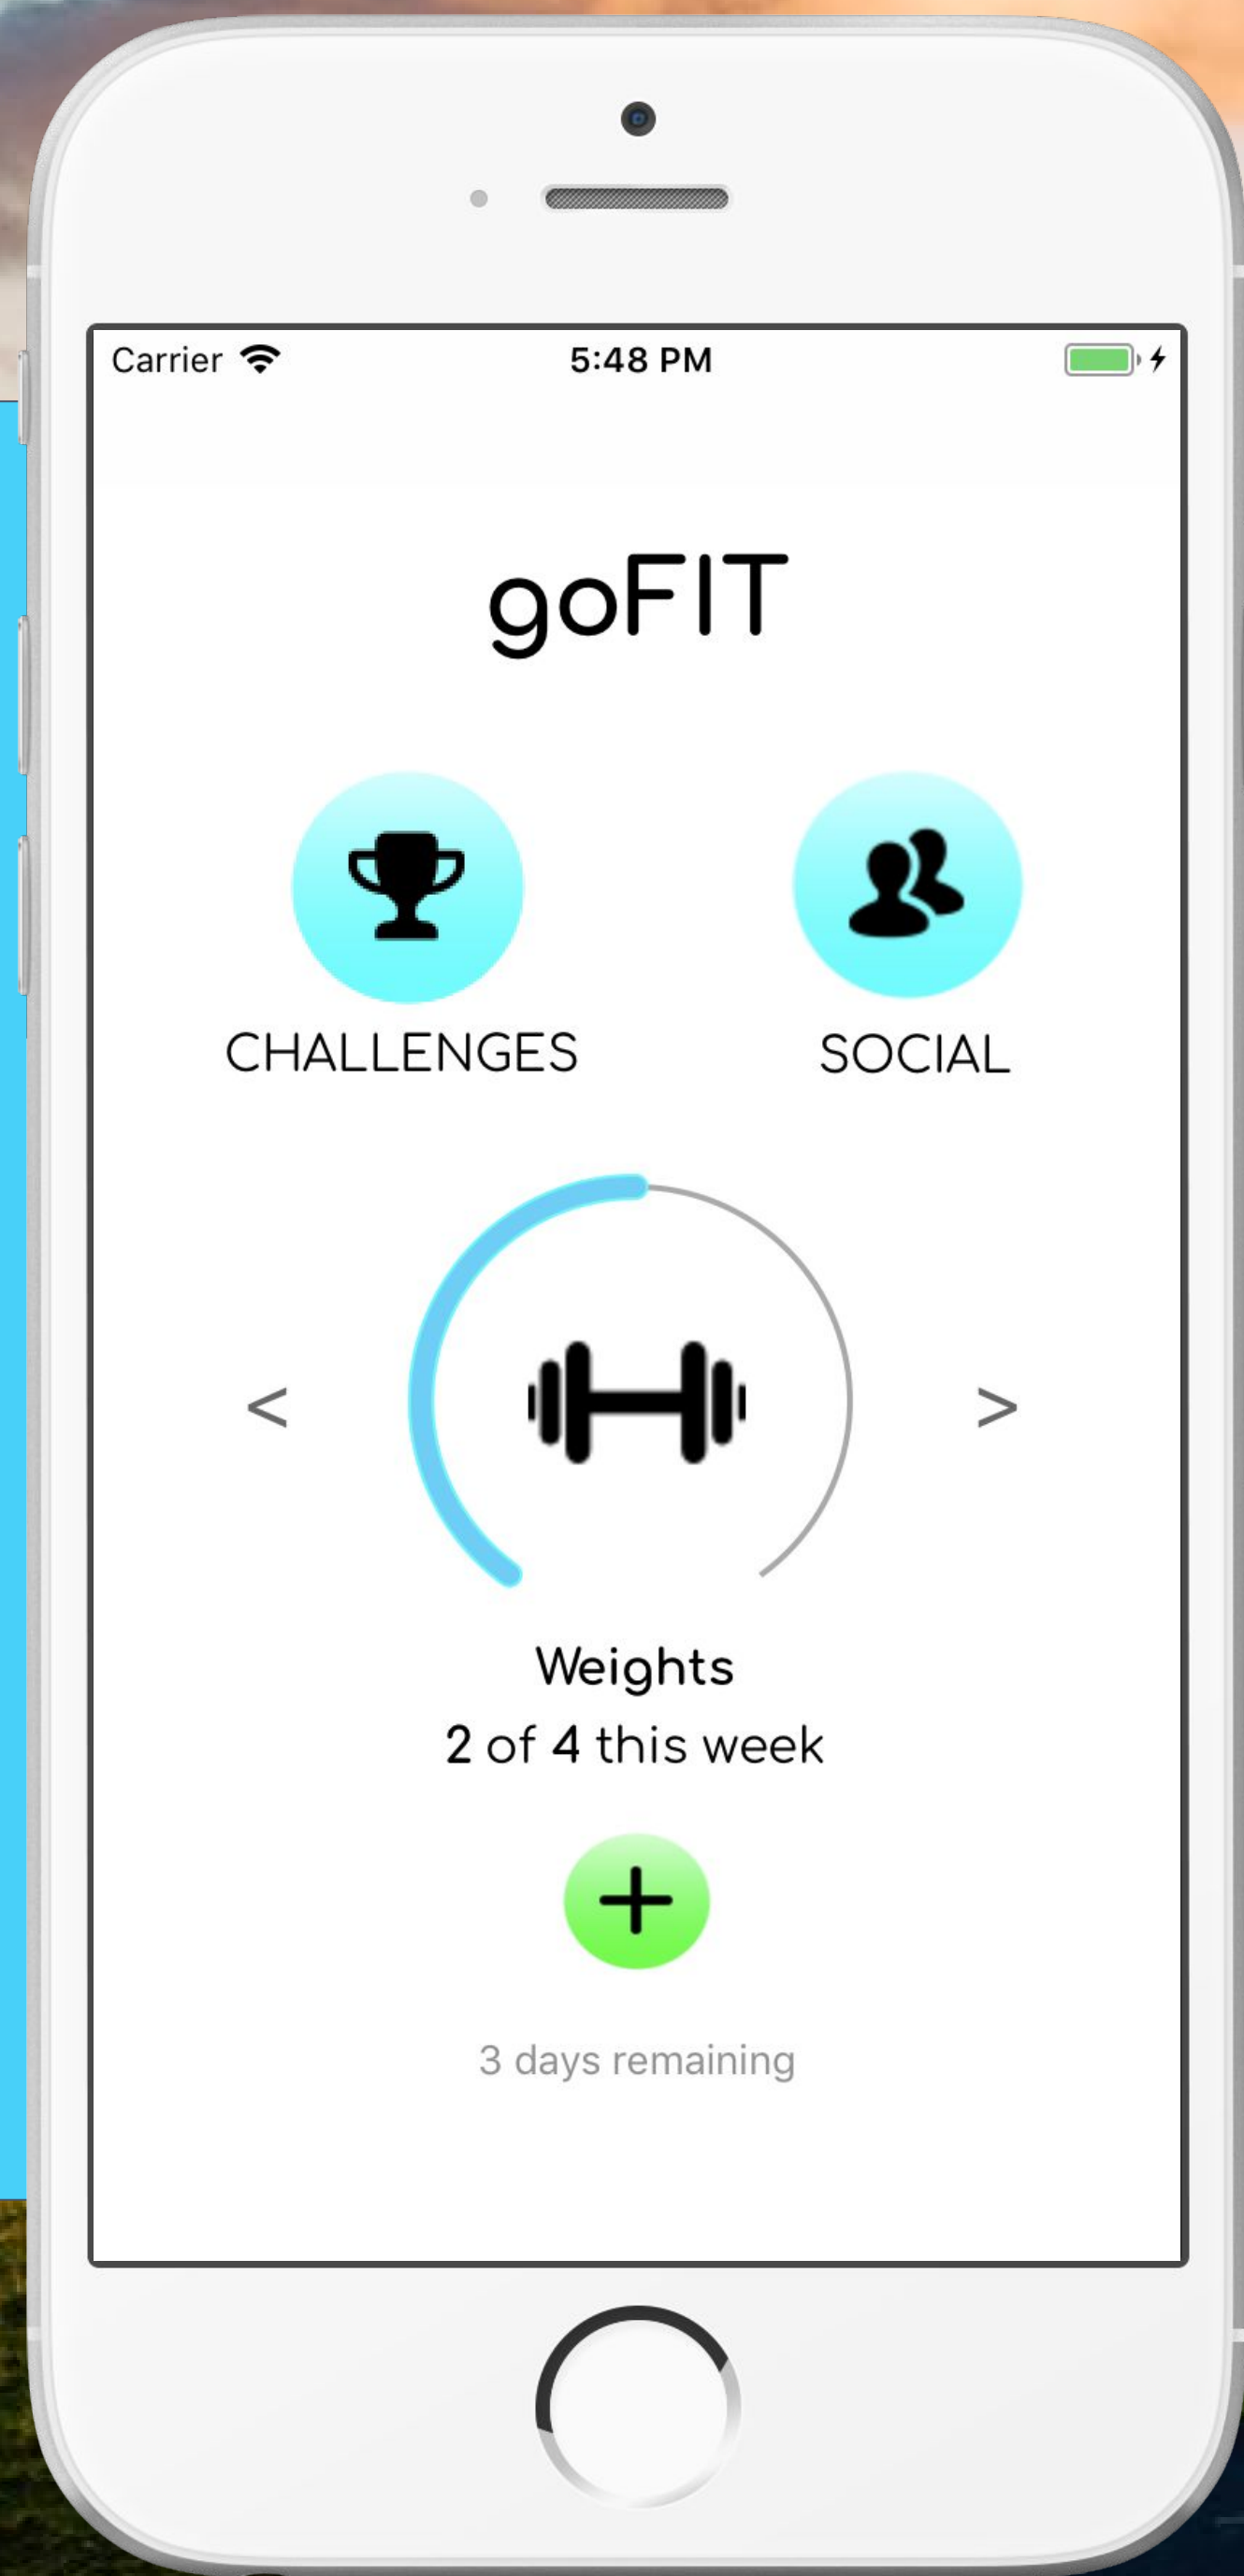 Carrier 5:48 PM
goFIT
CHALLENGES SOCIAL
< >
Weights
2 of 4 this week
+
3 days remaining